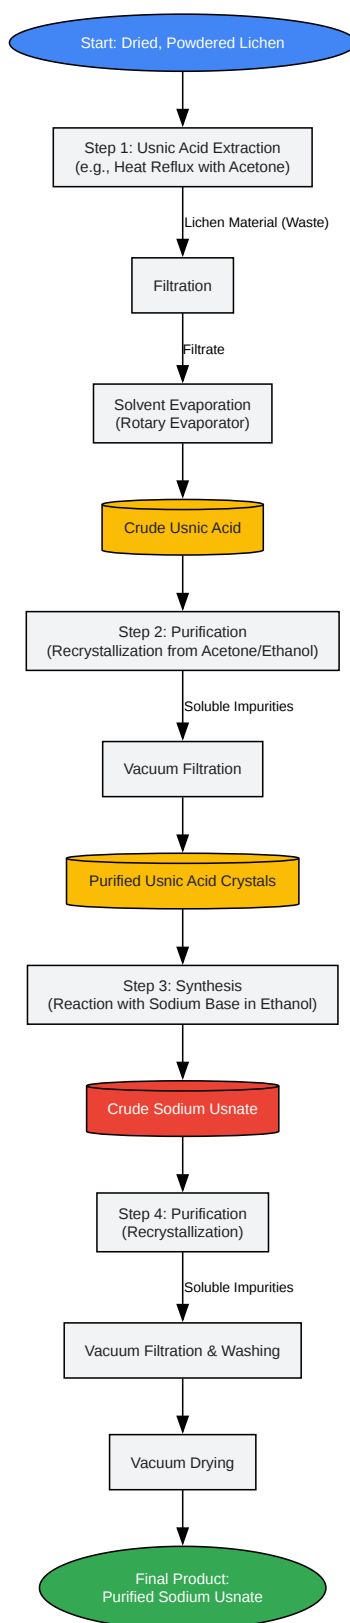 Start: Dried, Powdered Lichen
Step 1: Usnic Acid Extraction
(e.g., Heat Reflux with Acetone)
Lichen Material (Waste)
Filtration
Filtrate
Solvent Evaporation
(Rotary Evaporator)
Crude Usnic Acid
Step 2: Purification
(Recrystallization from Acetone/Ethanol)
Soluble Impurities
Vacuum Filtration
Purified Usnic Acid Crystals
Step 3: Synthesis
(Reaction with Sodium Base in Ethanol)
Crude Sodium Usnate
Step 4: Purification
(Recrystallization)
Soluble Impurities
Vacuum Filtration & Washing
Vacuum Drying
Final Product:
Purified Sodium Usnate